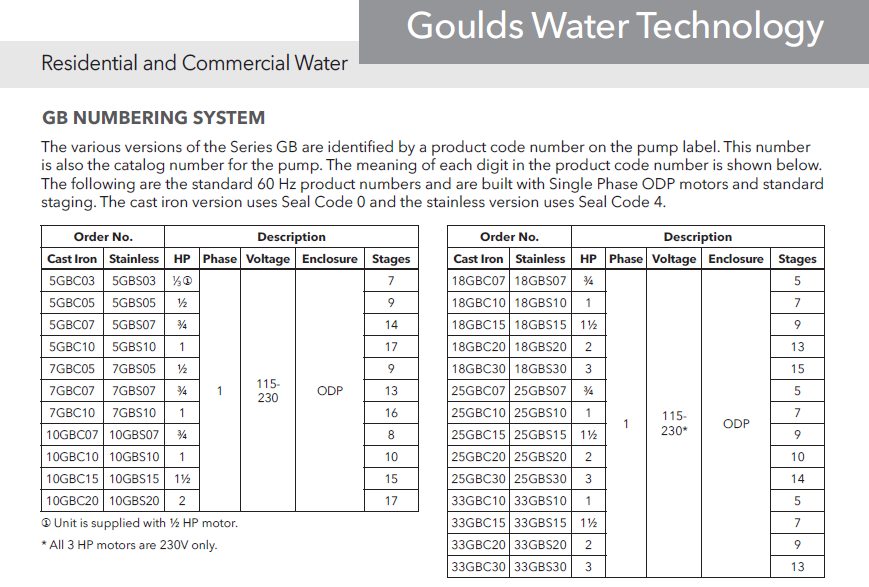 Goulds Water Technology
Residential and Commercial Water
GB NUMBERING SYSTEM
The various versions of the Series GB are identified by a product code number on the pump label. This number
is also the catalog number for the pump. The meaning of each digit in the product code number is shown below.
The following are the standard 60 Hz product numbers and are built with Single Phase ODP motors and standard
staging. The cast iron version uses Seal Code 0 and the stainless version uses Seal Code 4.
Order No. Description
Cast Iron Stainless HP Phase Voltage Enclosure Stages
5GBC03 5GBS03 ⅓① 7
5GBC05 5GBS05 ½ 9
5GBC07 5GBS07 ¾ 14
5GBC10 5GBS10 1 17
7GBC05 7GBS05 ½ 9
7GBC07 7GBS07 ¾ 1 115- ODP 13
230
7GBC10 7GBS10 1 16
10GBC07 10GBS07 ¾ 8
10GBC10 10GBS10 1 10
10GBC15 10GBS15 1½ 15
10GBC20 10GBS20 2 17
① Unit is supplied with ½ HP motor.
* All 3 HP motors are 230V only.
Order No. Description
Cast Iron Stainless HP Phase Voltage Enclosure Stages
18GBC07 18GBS07 ¾ 5
18GBC10 18GBS10 1 7
18GBC15 18GBS15 1½ 9
18GBC20 18GBS20 2 13
18GBC30 18GBS30 3 15
25GBC07 25GBS07 ¾ 5
25GBC10 25GBS10 1 7
1 115- ODP
230*
25GBC15 25GBS15 1½ 9
25GBC20 25GBS20 2 10
25GBC30 25GBS30 3 14
33GBC10 33GBS10 1 5
33GBC15 33GBS15 1½ 7
33GBC20 33GBS20 2 9
33GBC30 33GBS30 3 13